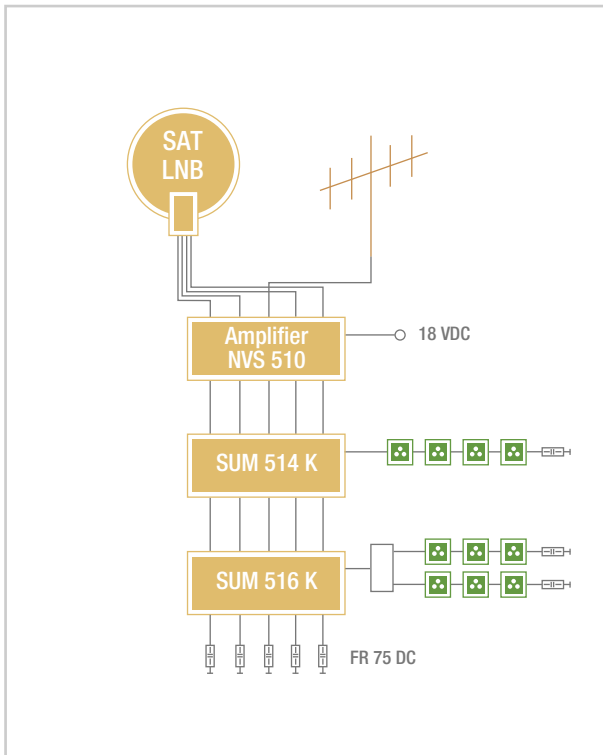 SAT
LNB
Amplifier
NVS 510
18 VDC
SUM 514 K
SUM 516 K
FR 75 DC